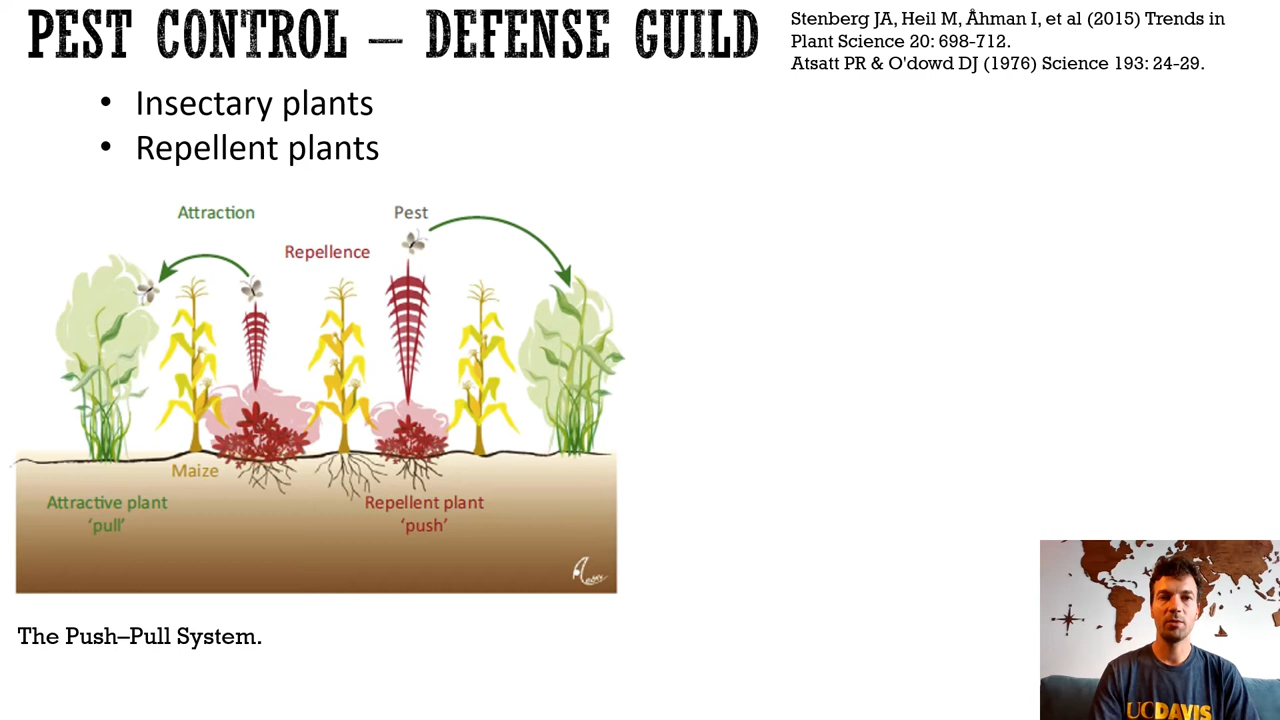 PEST CONTROL – DEFENSE GUILD
Stenberg JA, Heil M, Åhman I, et al (2015) Trends in
Plant Science 20: 698-712.
Atsatt PR & O'dowd DJ (1976) Science 193: 24-29.
• Insectary plants
• Repellent plants
Attraction
Pest
Repellence
Maize
Attractive plant
‘pull’
Repellent plant
‘push’
The Push–Pull System.
UC DAVIS